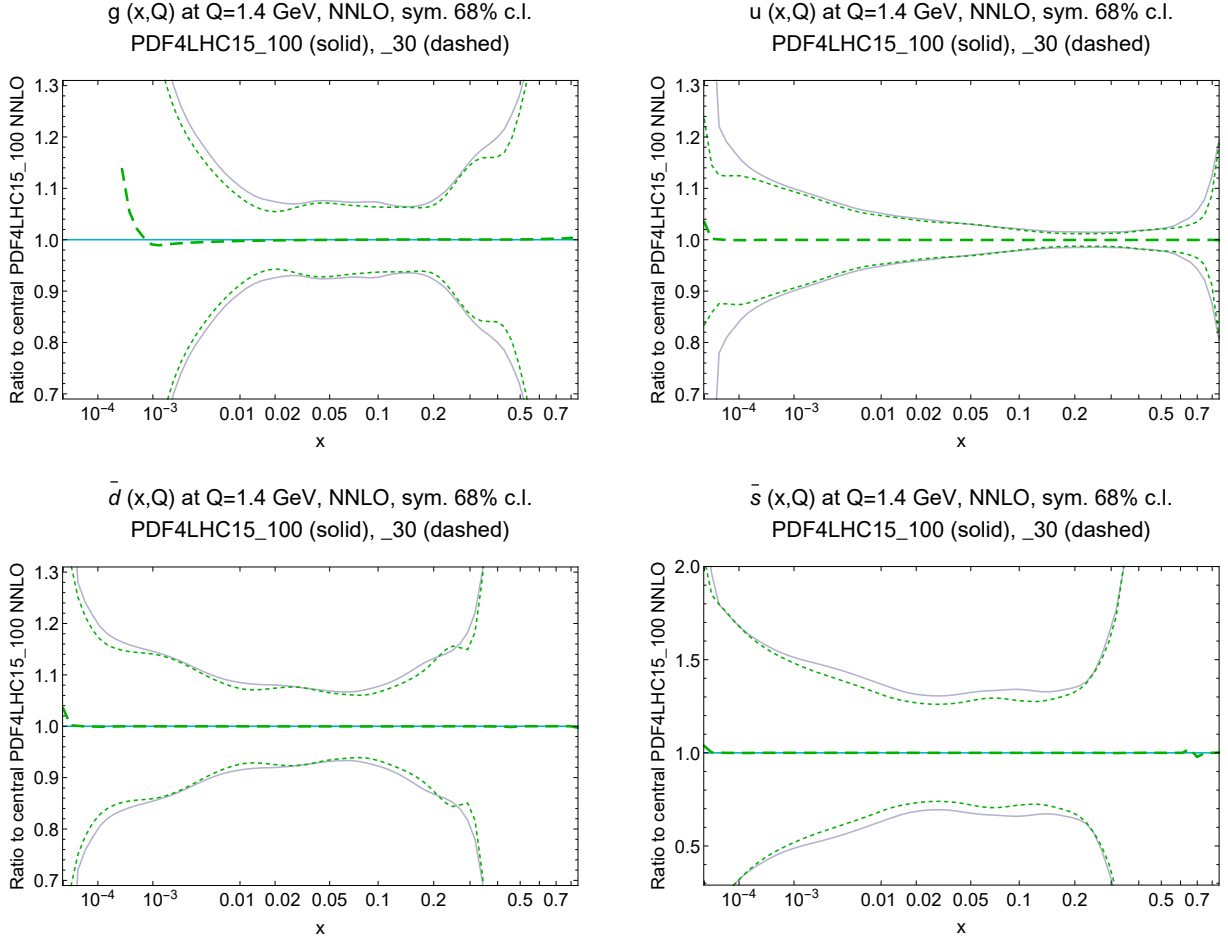 g (x,Q) at Q=1.4 GeV, NNLO, sym. 68% c.l.
PDF4LHC15_100 (solid), _30 (dashed)
Ratio to central PDF4LHC15_100 NNLO
1.3
1.2
1.1
1.0
0.9
0.8
0.7
10⁻⁴ 10⁻³ 0.01 0.02 0.05 0.1 0.2 0.5 0.7
x
u (x,Q) at Q=1.4 GeV, NNLO, sym. 68% c.l.
PDF4LHC15_100 (solid), _30 (dashed)
Ratio to central PDF4LHC15_100 NNLO
1.3
1.2
1.1
1.0
0.9
0.8
0.7
10⁻⁴ 10⁻³ 0.01 0.02 0.05 0.1 0.2 0.5 0.7
x
d̄ (x,Q) at Q=1.4 GeV, NNLO, sym. 68% c.l.
PDF4LHC15_100 (solid), _30 (dashed)
Ratio to central PDF4LHC15_100 NNLO
1.3
1.2
1.1
1.0
0.9
0.8
0.7
10⁻⁴ 10⁻³ 0.01 0.02 0.05 0.1 0.2 0.5 0.7
x
s̄ (x,Q) at Q=1.4 GeV, NNLO, sym. 68% c.l.
PDF4LHC15_100 (solid), _30 (dashed)
Ratio to central PDF4LHC15_100 NNLO
2.0
1.5
1.0
0.5
10⁻⁴ 10⁻³ 0.01 0.02 0.05 0.1 0.2 0.5 0.7
x